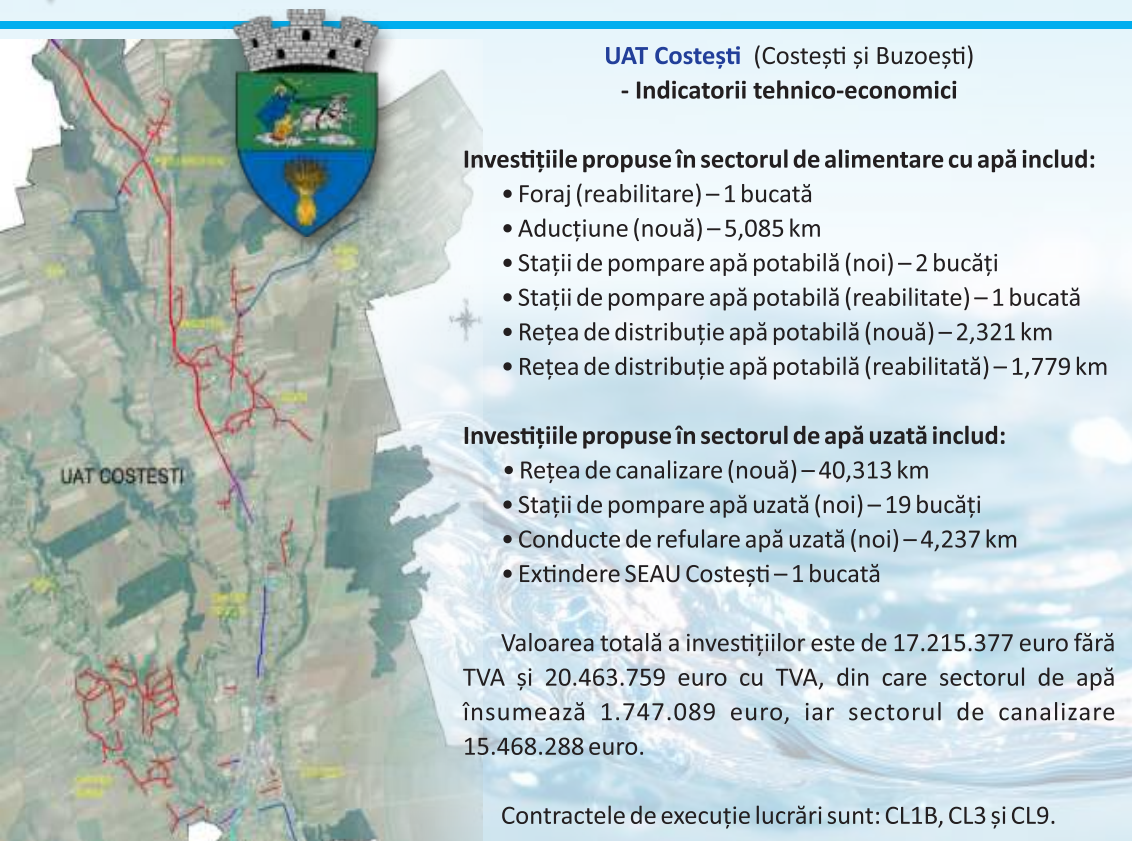 UAT Costești (Costești și Buzoești)
- Indicatorii tehnico-economici
Investițiile propuse în sectorul de alimentare cu apă includ:
• Foraj (reabilitare) – 1 bucată
• Aducțiune (nouă) – 5,085 km
• Stații de pompare apă potabilă (noi) – 2 bucăți
• Stații de pompare apă potabilă (reabilitate) – 1 bucată
• Rețea de distribuție apă potabilă (nouă) – 2,321 km
• Rețea de distribuție apă potabilă (reabilitată) – 1,779 km
Investițiile propuse în sectorul de apă uzată includ:
• Rețea de canalizare (nouă) – 40,313 km
• Stații de pompare apă uzată (noi) – 19 bucăți
• Conducte de refulare apă uzată (noi) – 4,237 km
• Extindere SEAU Costești – 1 bucată
Valoarea totală a investițiilor este de 17.215.377 euro fără
TVA și 20.463.759 euro cu TVA, din care sectorul de apă
însumează 1.747.089 euro, iar sectorul de canalizare
15.468.288 euro.
Contractele de execuție lucrări sunt: CL1B, CL3 și CL9.
UAT COSTESTI